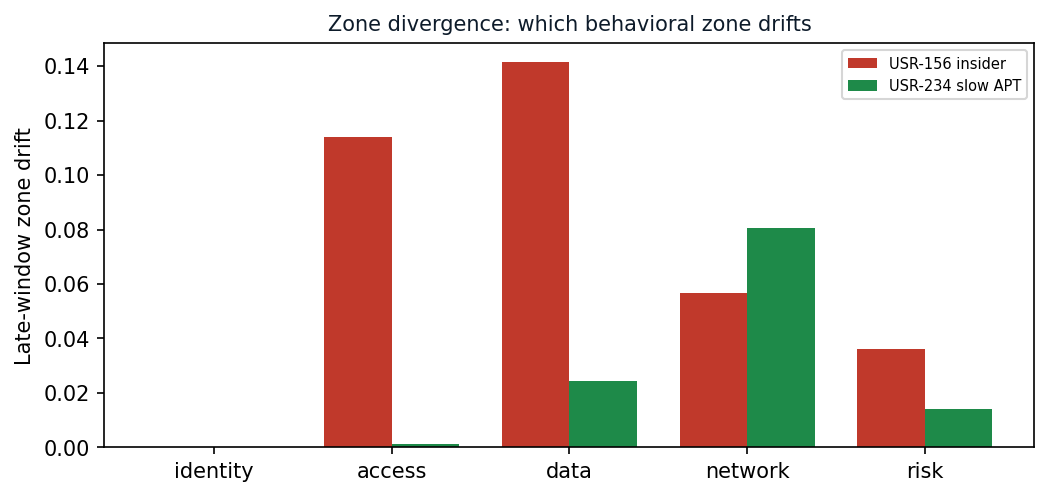 Zone divergence: which behavioral zone drifts
USR-156 insider
USR-234 slow APT
Late-window zone drift
0.14
0.12
0.10
0.08
0.06
0.04
0.02
0.00
identity access data network risk